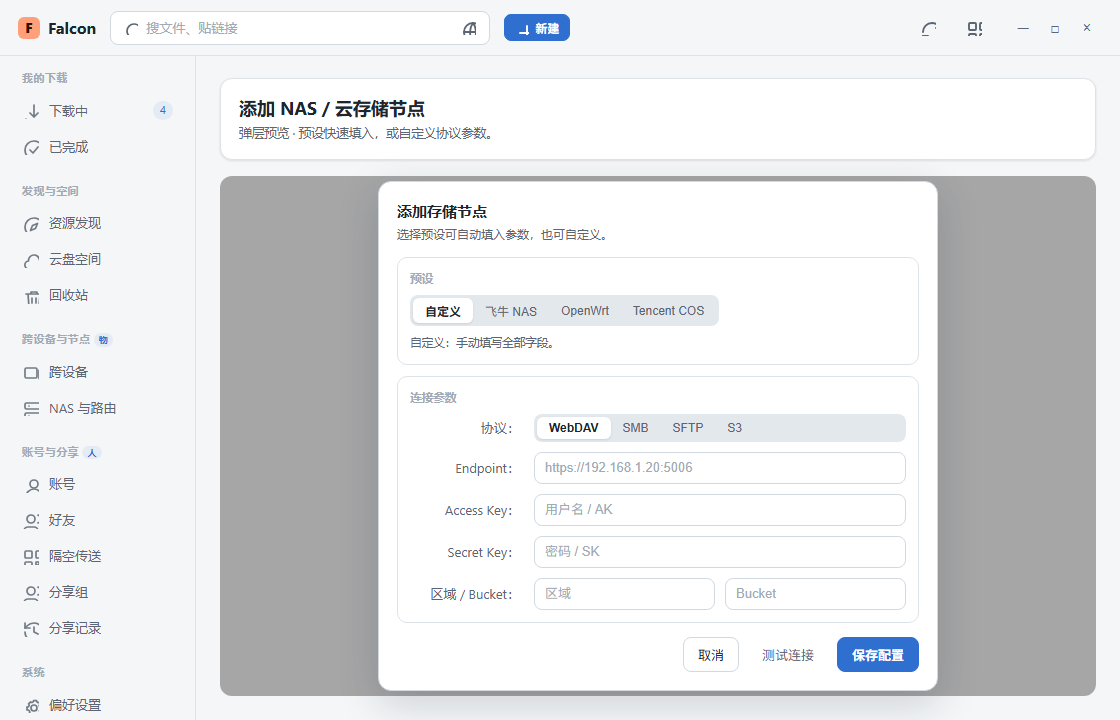 F Falcon 搜文件、贴链接 新建
我的下载
下载中 4
已完成
发现与空间
资源发现
云盘空间
回收站
跨设备与节点 物
跨设备
NAS 与路由
账号与分享 人
账号
好友
隔空传送
分享组
分享记录
系统
偏好设置
添加 NAS / 云存储节点
弹层预览 · 预设快速填入，或自定义协议参数。
添加存储节点
选择预设可自动填入参数，也可自定义。
预设
自定义 飞牛 NAS OpenWrt Tencent COS
自定义：手动填写全部字段。
连接参数
协议： WebDAV SMB SFTP S3
Endpoint： https://192.168.1.20:5006
Access Key： 用户名 / AK
Secret Key： 密码 / SK
区域 / Bucket： 区域 Bucket
取消 测试连接 保存配置